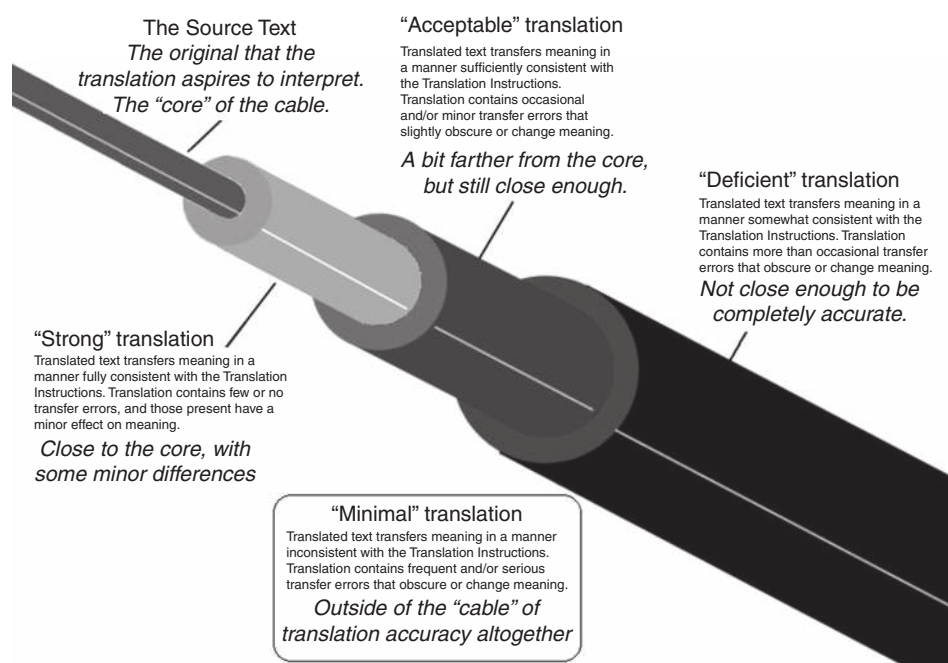 The Source Text
The original that the
translation aspires to interpret.
The “core” of the cable.
“Acceptable” translation
Translated text transfers meaning in
a manner sufficiently consistent with
the Translation Instructions.
Translation contains occasional
and/or minor transfer errors that
slightly obscure or change meaning.
A bit farther from the core,
but still close enough.
“Deficient” translation
Translated text transfers meaning in a
manner somewhat consistent with the
Translation Instructions. Translation
contains more than occasional transfer
errors that obscure or change meaning.
Not close enough to be
completely accurate.
“Strong” translation
Translated text transfers meaning in a
manner fully consistent with the Translation
Instructions. Translation contains few or no
transfer errors, and those present have a
minor effect on meaning.
Close to the core, with
some minor differences
“Minimal” translation
Translated text transfers meaning in a manner
inconsistent with the Translation Instructions.
Translation contains frequent and/or serious
transfer errors that obscure or change meaning.
Outside of the “cable” of
translation accuracy altogether